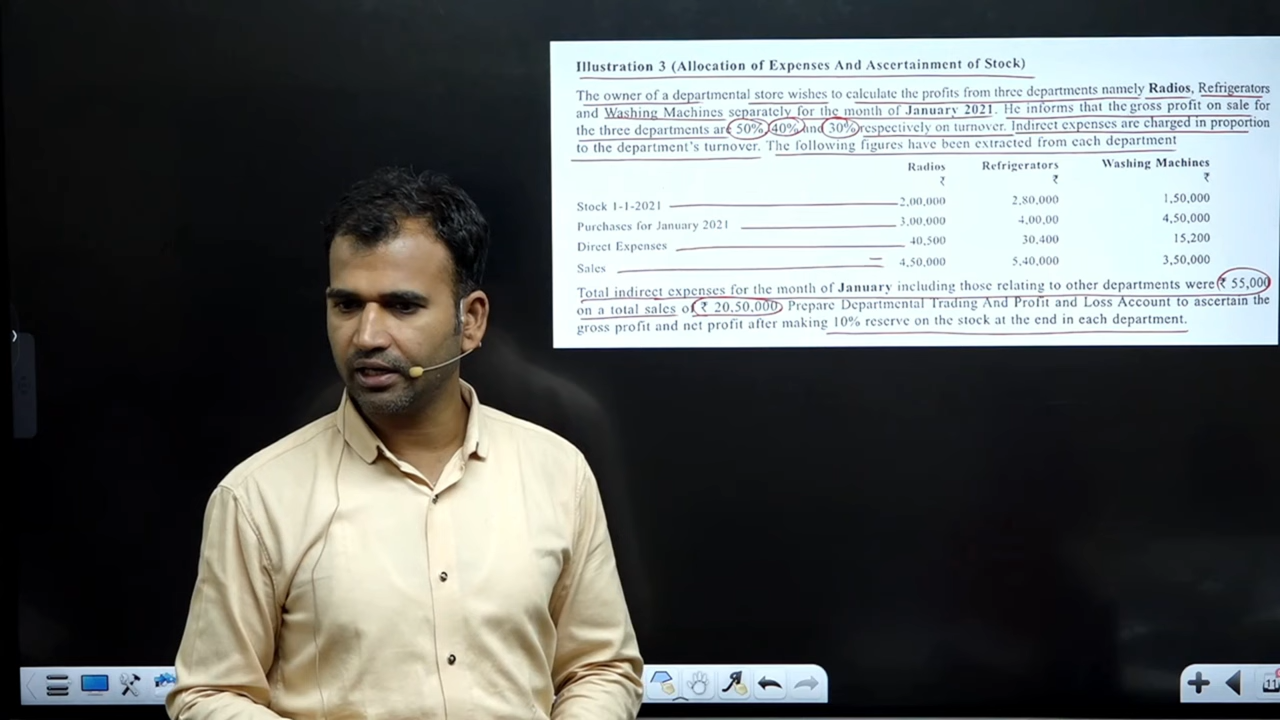 Illustration 3 (Allocation of Expenses And Ascertainment of Stock)
The owner of a departmental store wishes to calculate the profits from three departments namely Radios, Refrigerators
and Washing Machines separately for the month of January 2021. He informs that the gross profit on sale for
the three departments are 50% 40% and 30% respectively on turnover. Indirect expenses are charged in proportion
to the department's turnover. The following figures have been extracted from each department
Radios Refrigerators Washing Machines
₹ ₹ ₹
Stock 1-1-2021 2,00,000 2,80,000 1,50,000
Purchases for January 2021 3,00,000 4,00,00 4,50,000
Direct Expenses 40,500 30,400 15,200
Sales 4,50,000 5,40,000 3,50,000
Total indirect expenses for the month of January including those relating to other departments were ₹ 55,000
on a total sales of ₹ 20,50,000. Prepare Departmental Trading And Profit and Loss Account to ascertain the
gross profit and net profit after making 10% reserve on the stock at the end in each department.